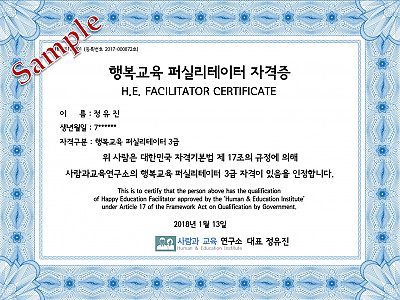 Sample
(등록번호 2017-000872호)
행복교육 퍼실리테이터 자격증
H.E. FACILITATOR CERTIFICATE
이 름 : 정유진
생년월일 : 7******
자격구분 : 행복교육 퍼실리테이터 3급
위 사람은 대한민국 자격기본법 제 17조의 규정에 의해
사람과교육연구소의 행복교육 퍼실리테이터 3급 자격이 있음을 인정합니다.
This is to certify that the person above has the qualification
of Happy Education Facilitator approved by the 'Human & Education Institute'
under Article 17 of the Framework Act on Qualification by Government.
2018년 1월 13일
사람과 교육 연구소 대표 정유진
Human & Education Institute